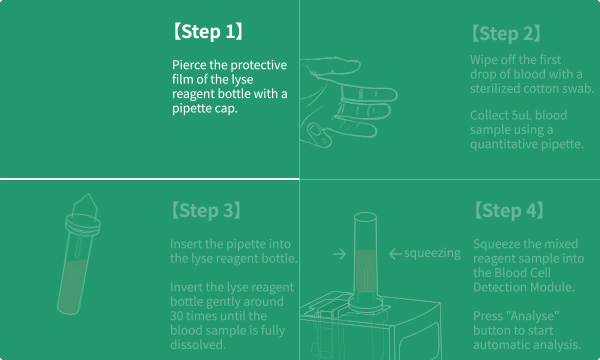 【Step 1】
Pierce the protective
film of the lyse
reagent bottle with a
pipette cap.
【Step 2】
Wipe off the first
drop of blood with a
sterilized cotton swab.
Collect 5uL blood
sample using a
quantitative pipette.
【Step 3】
Insert the pipette into
the lyse reagent bottle.
Invert the lyse reagent
bottle gently around
30 times until the
blood sample is fully
dissolved.
【Step 4】
squeezing
Squeeze the mixed
reagent sample into
the Blood Cell
Detection Module.
Press "Analyse"
button to start
automatic analysis.